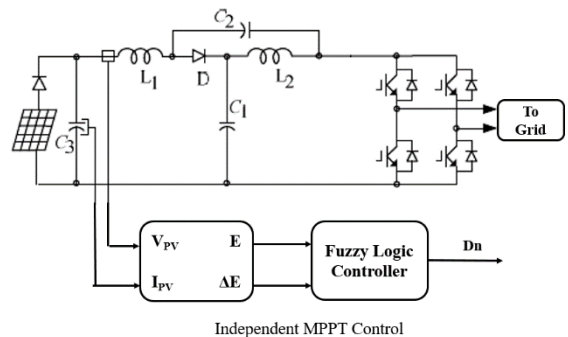 C2
L1
D
L2
C1
C3
To
Grid
VPV
E
IPV
ΔE
Fuzzy Logic
Controller
Dn
Independent MPPT Control